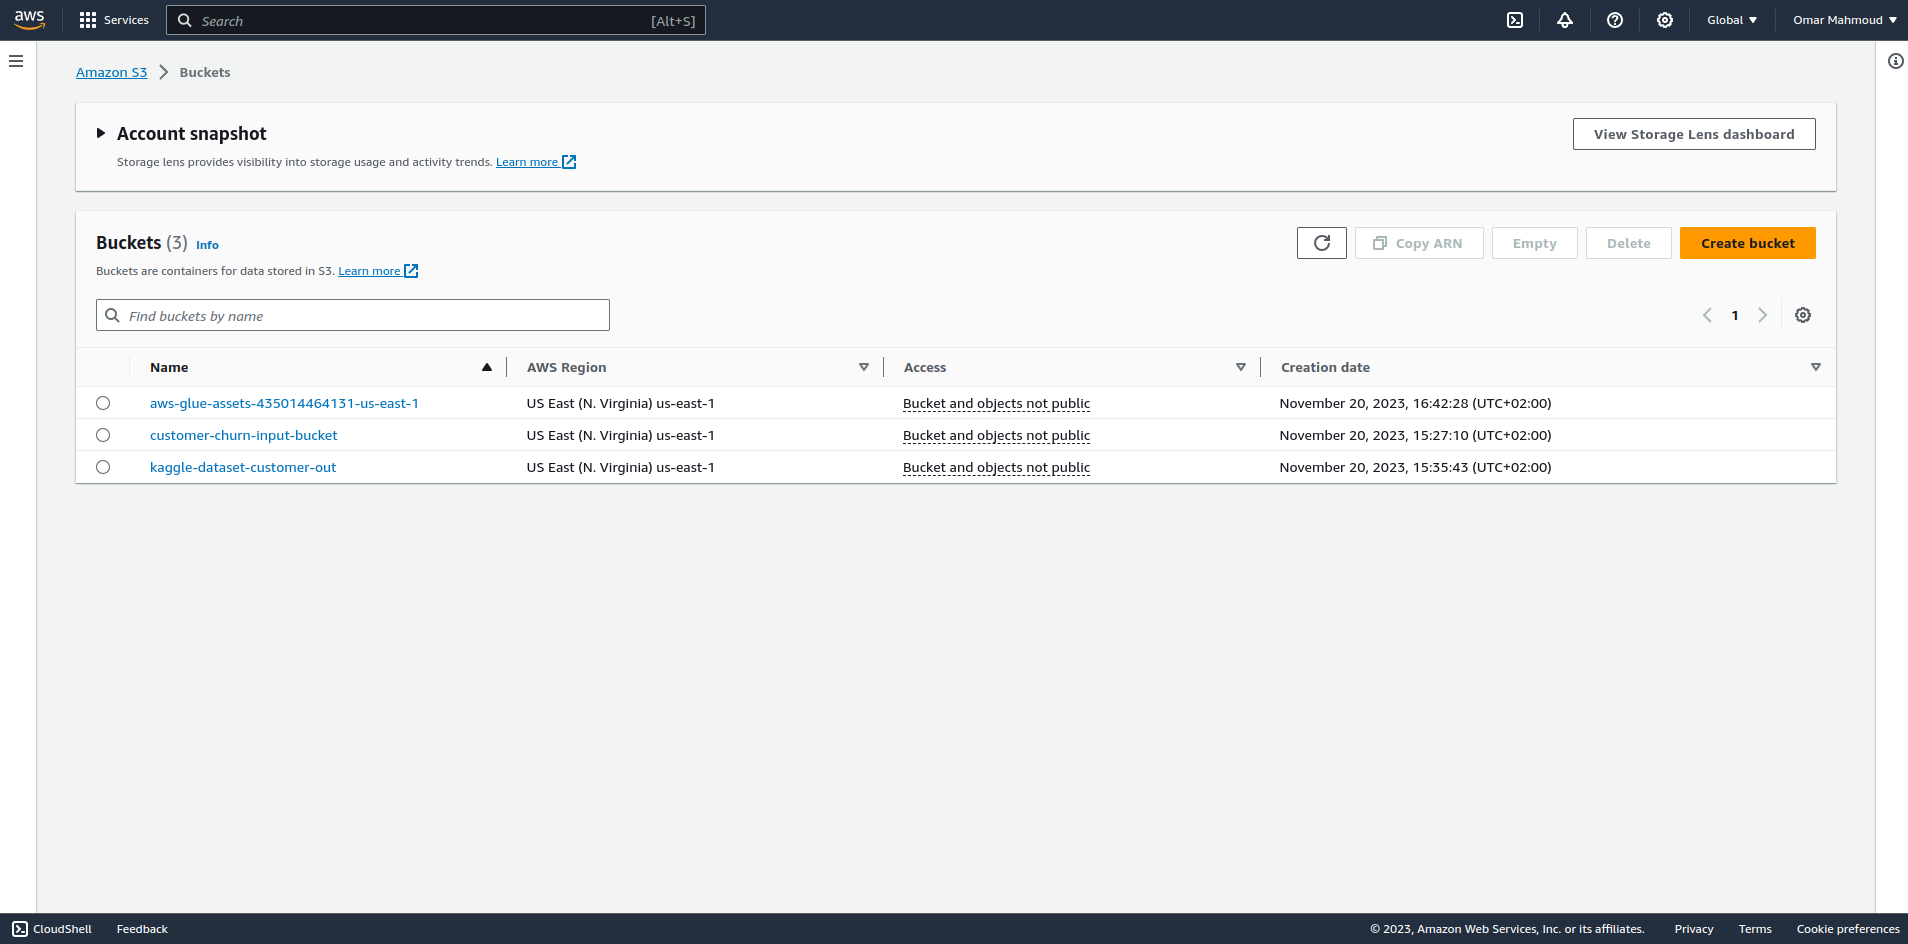 aws Services Search [Alt+S] Global Omar Mahmoud
Amazon S3 Buckets
Account snapshot
View Storage Lens dashboard
Storage lens provides visibility into storage usage and activity trends. Learn more
Buckets (3) Info
Copy ARN Empty Delete Create bucket
Buckets are containers for data stored in S3. Learn more
Find buckets by name 1
Name AWS Region Access Creation date
aws-glue-assets-435014464131-us-east-1 US East (N. Virginia) us-east-1 Bucket and objects not public November 20, 2023, 16:42:28 (UTC+02:00)
customer-churn-input-bucket US East (N. Virginia) us-east-1 Bucket and objects not public November 20, 2023, 15:27:10 (UTC+02:00)
kaggle-dataset-customer-out US East (N. Virginia) us-east-1 Bucket and objects not public November 20, 2023, 15:35:43 (UTC+02:00)
CloudShell Feedback © 2023, Amazon Web Services, Inc. or its affiliates. Privacy Terms Cookie preferences